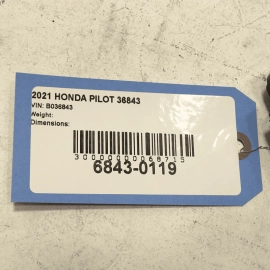 2021 HONDA PILOT 36843
VIN: B036843
Weight:
Dimensions:
30000000068715
6843-0119